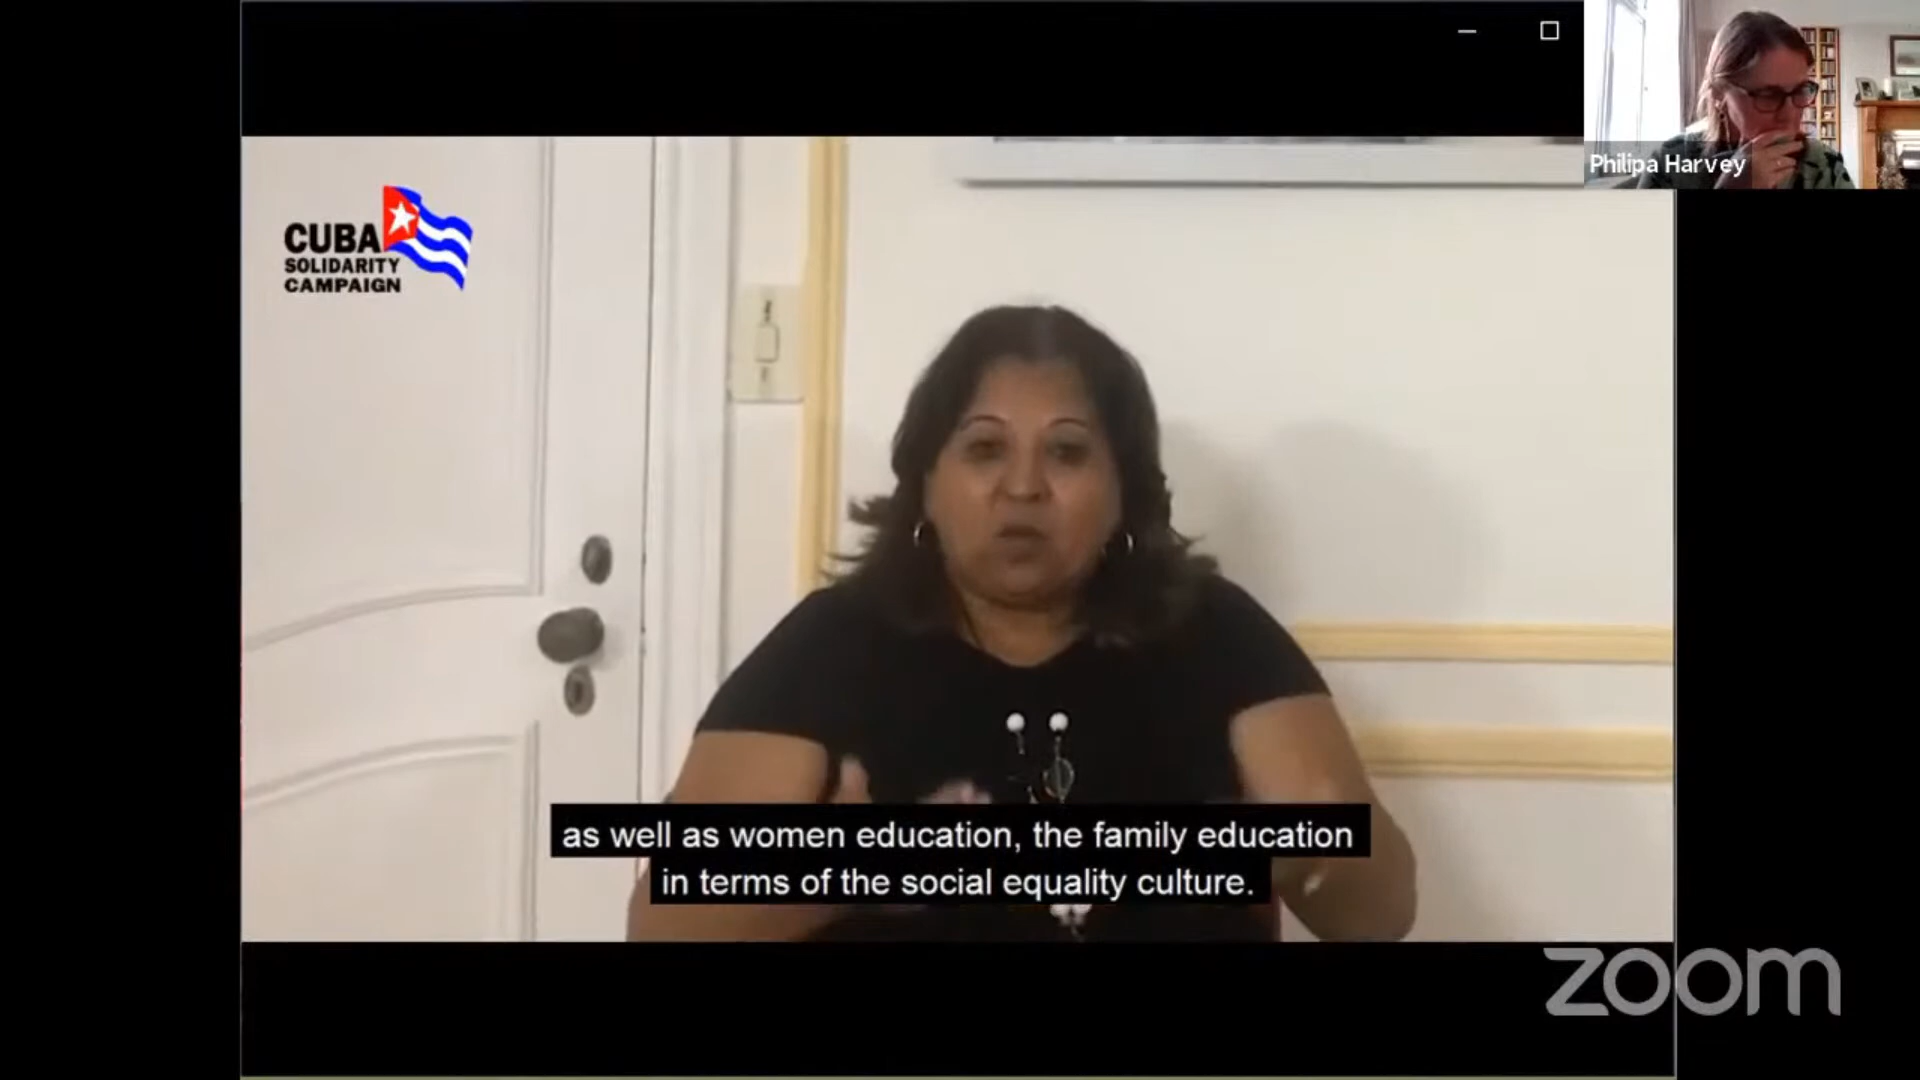 Philipa Harvey
CUBA
SOLIDARITY
CAMPAIGN
as well as women education, the family education
in terms of the social equality culture.
zoom